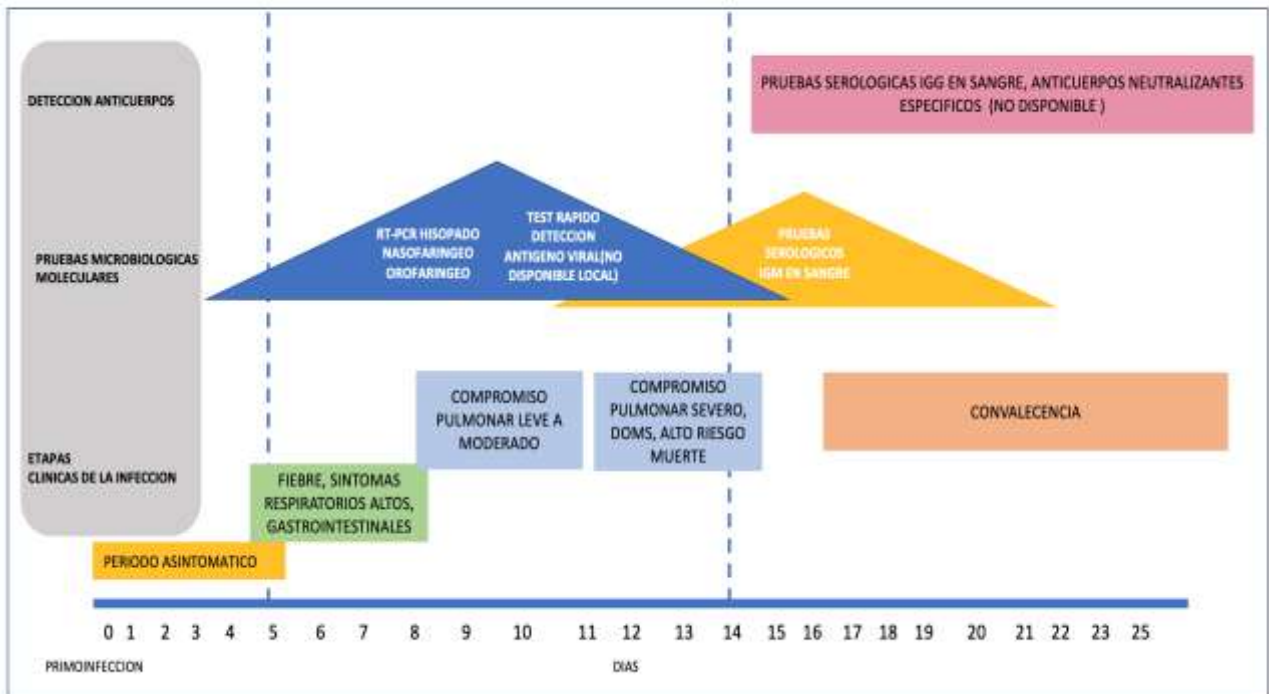 DETECCION ANTICUERPOS
PRUEBAS SEROLOGICAS IGG EN SANGRE, ANTICUERPOS NEUTRALIZANTES
ESPECIFICOS (NO DISPONIBLE )
PRUEBAS MICROBIOLOGICAS
MOLECULARES
RT-PCR HISOPADO
NASOFARINGEO
OROFARINGEO
TEST RAPIDO
DETECCION
ANTIGENO VIRAL(NO
DISPONIBLE LOCAL)
PRUEBAS
SEROLOGICOS
IGM EN SANGRE
ETAPAS
CLINICAS DE LA INFECCION
PERIODO ASINTOMATICO
FIEBRE, SINTOMAS
RESPIRATORIOS ALTOS,
GASTROINTESTINALES
COMPROMISO
PULMONAR LEVE A
MODERADO
COMPROMISO
PULMONAR SEVERO,
DOMS, ALTO RIESGO
MUERTE
CONVALECENCIA
0 1 2 3 4 5 6 7 8 9 10 11 12 13 14 15 16 17 18 19 20 21 22 23 25
PRIMOINFECCION
DIAS